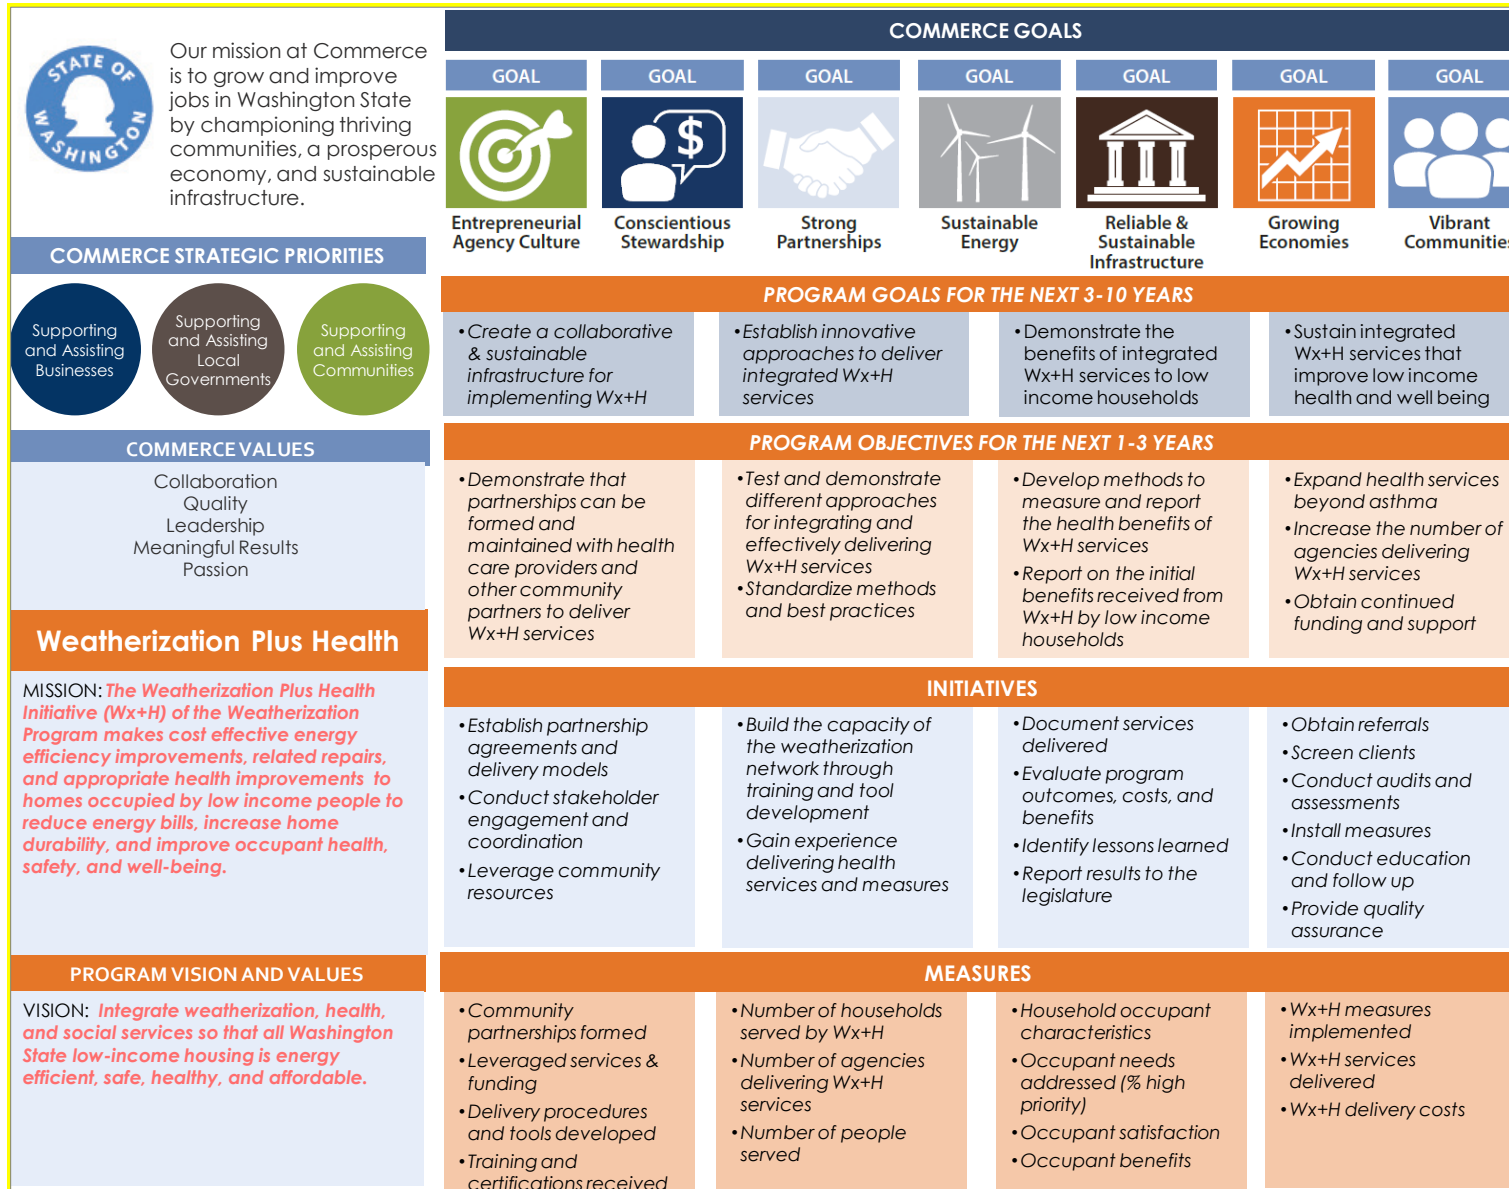 STATE OF
WASHINGTON
Our mission at Commerce
is to grow and improve
jobs in Washington State
by championing thriving
communities, a prosperous
economy, and sustainable
infrastructure.
COMMERCE STRATEGIC PRIORITIES
Supporting
and Assisting
Businesses
Supporting
and Assisting
Local
Governments
Supporting
and Assisting
Communities
COMMERCE VALUES
Collaboration
Quality
Leadership
Meaningful Results
Passion
Weatherization Plus Health
MISSION: The Weatherization Plus Health
Initiative (Wx+H) of the Weatherization
Program makes cost effective energy
efficiency improvements, related repairs,
and appropriate health improvements to
homes occupied by low income people to
reduce energy bills, increase home
durability, and improve occupant health,
safety, and well-being.
PROGRAM VISION AND VALUES
VISION: Integrate weatherization, health,
and social services so that all Washington
State low-income housing is energy
efficient, safe, healthy, and affordable.
COMMERCE GOALS
GOAL
GOAL
GOAL
GOAL
GOAL
GOAL
GOAL
$
Entrepreneurial
Agency Culture
Conscientious
Stewardship
Strong
Partnerships
Sustainable
Energy
Reliable &
Sustainable
Infrastructure
Growing
Economies
Vibrant
Communities
PROGRAM GOALS FOR THE NEXT 3-10 YEARS
•Create a collaborative
& sustainable
infrastructure for
implementing Wx+H
•Establish innovative
approaches to deliver
integrated Wx+H
services
•Demonstrate the
benefits of integrated
Wx+H services to low
income households
•Sustain integrated
Wx+H services that
improve low income
health and well being
PROGRAM OBJECTIVES FOR THE NEXT 1-3 YEARS
•Demonstrate that
partnerships can be
formed and
maintained with health
care providers and
other community
partners to deliver
Wx+H services
•Test and demonstrate
different approaches
for integrating and
effectively delivering
Wx+H services
•Standardize methods
and best practices
•Develop methods to
measure and report
the health benefits of
Wx+H services
•Report on the initial
benefits received from
Wx+H by low income
households
•Expand health services
beyond asthma
•Increase the number of
agencies delivering
Wx+H services
•Obtain continued
funding and support
INITIATIVES
•Establish partnership
agreements and
delivery models
•Conduct stakeholder
engagement and
coordination
•Leverage community
resources
•Build the capacity of
the weatherization
network through
training and tool
development
•Gain experience
delivering health
services and measures
•Document services
delivered
•Evaluate program
outcomes, costs, and
benefits
•Identify lessons learned
•Report results to the
legislature
•Obtain referrals
•Screen clients
•Conduct audits and
assessments
•Install measures
•Conduct education
and follow up
•Provide quality
assurance
MEASURES
•Community
partnerships formed
•Leveraged services &
funding
•Delivery procedures
and tools developed
•Training and
certifications received
•Number of households
served by Wx+H
•Number of agencies
delivering Wx+H
services
•Number of people
served
•Household occupant
characteristics
•Occupant needs
addressed (% high
priority)
•Occupant satisfaction
•Occupant benefits
•Wx+H measures
implemented
•Wx+H services
delivered
•Wx+H delivery costs